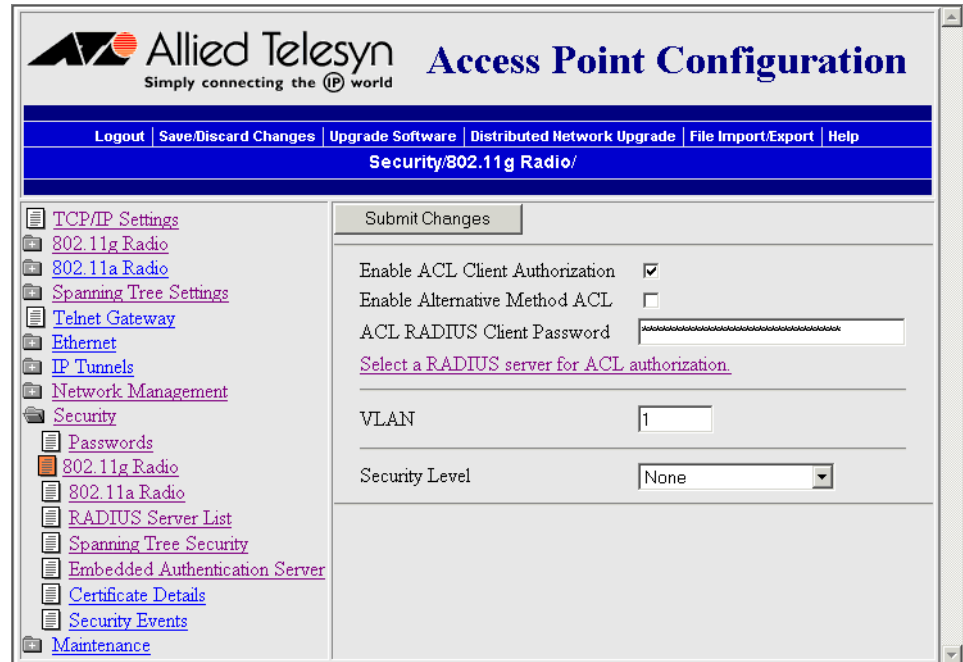 Allied Telesyn
Simply connecting the IP world
Access Point Configuration
Logout | Save/Discard Changes | Upgrade Software | Distributed Network Upgrade | File Import/Export | Help
Security/802.11g Radio/
TCP/IP Settings
802.11g Radio
802.11a Radio
Spanning Tree Settings
Telnet Gateway
Ethernet
IP Tunnels
Network Management
Security
Passwords
802.11g Radio
802.11a Radio
RADIUS Server List
Spanning Tree Security
Embedded Authentication Server
Certificate Details
Security Events
Maintenance
Submit Changes
Enable ACL Client Authorization
Enable Alternative Method ACL
ACL RADIUS Client Password
Select a RADIUS server for ACL authorization.
VLAN 1
Security Level None